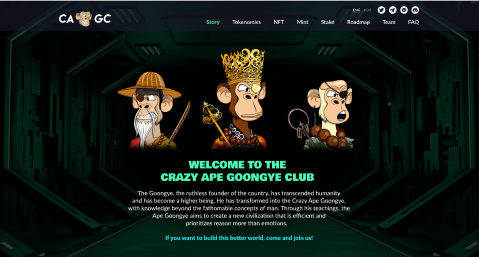 CA GC
ENG KOR
Story Tokenomics NFT Mint Stake Roadmap Team FAQ
WELCOME TO THE
CRAZY APE GOONGYE CLUB
The Goongye, the ruthless founder of the country, has transcended humanity
and has become a higher being. He has transformed into the Crazy Ape Goongye,
with knowledge beyond the fathomable concepts of man. Through his teachings, the
Ape Goongye aims to create a new civilization that is efficient and
prioritizes reason more than emotions.
If you want to build this better world, come and join us!